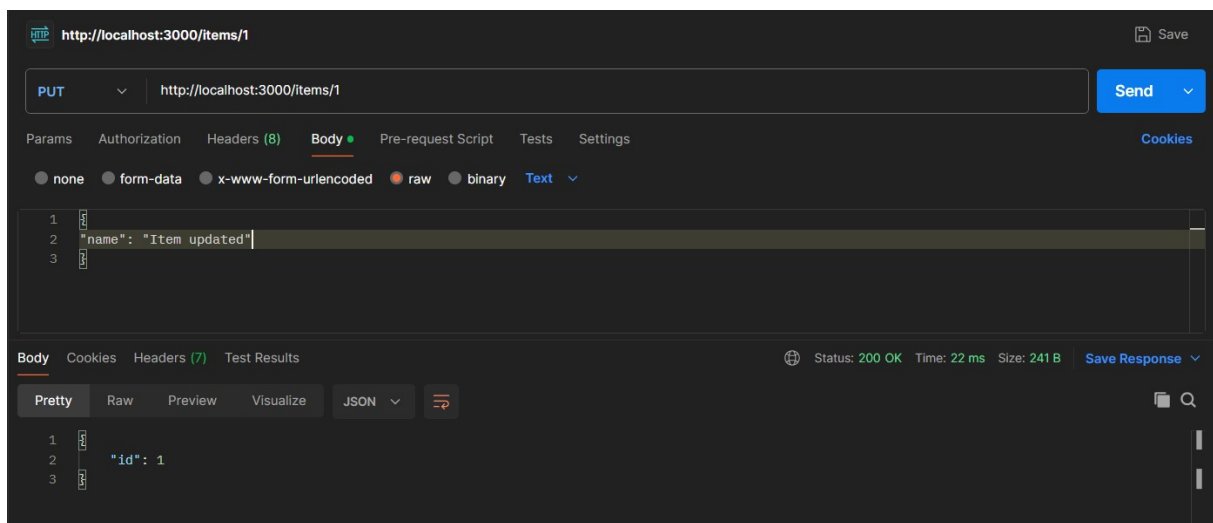 HTTP http://localhost:3000/items/1 Save
PUT http://localhost:3000/items/1 Send
Params Authorization Headers (8) Body Pre-request Script Tests Settings Cookies
none form-data x-www-form-urlencoded raw binary Text
1 {
2 "name": "Item updated"
3 }
Body Cookies Headers (7) Test Results Status: 200 OK Time: 22 ms Size: 241 B Save Response
Pretty Raw Preview Visualize JSON
1 {
2 "id": 1
3 }